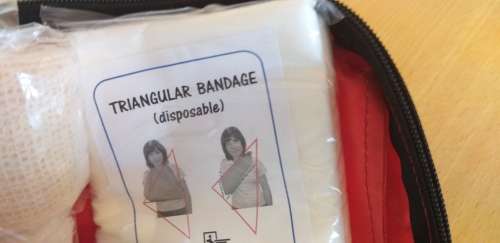 TRIANGULAR BANDAGE
(disposable)